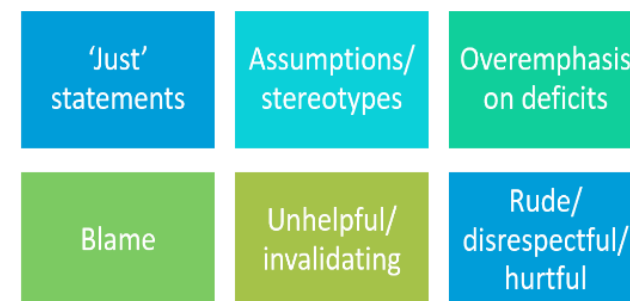 ‘Just’
statements
Assumptions/
stereotypes
Overemphasis
on deficits
Blame
Unhelpful/
invalidating
Rude/
disrespectful/
hurtful